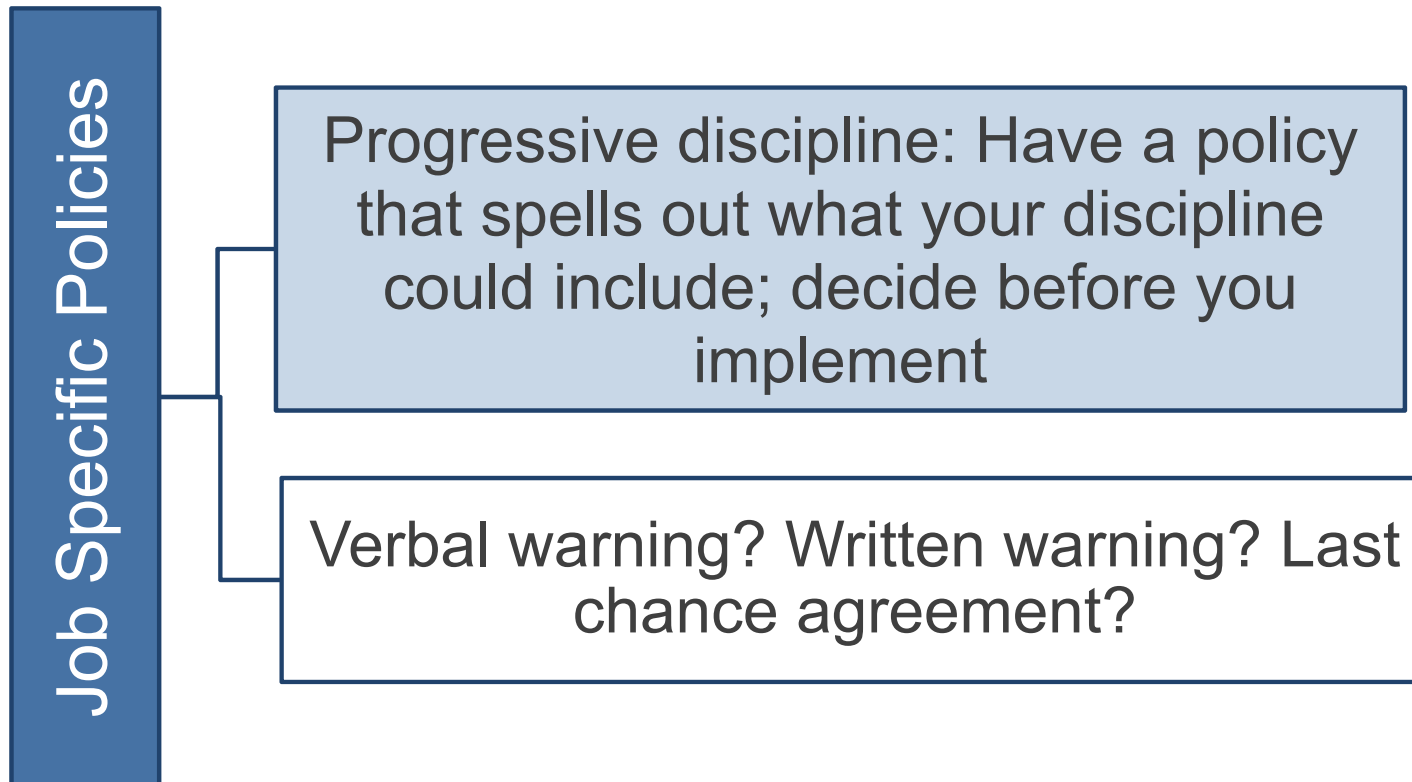 Job Specific Policies
Progressive discipline: Have a policy
that spells out what your discipline
could include; decide before you
implement
Verbal warning? Written warning? Last
chance agreement?